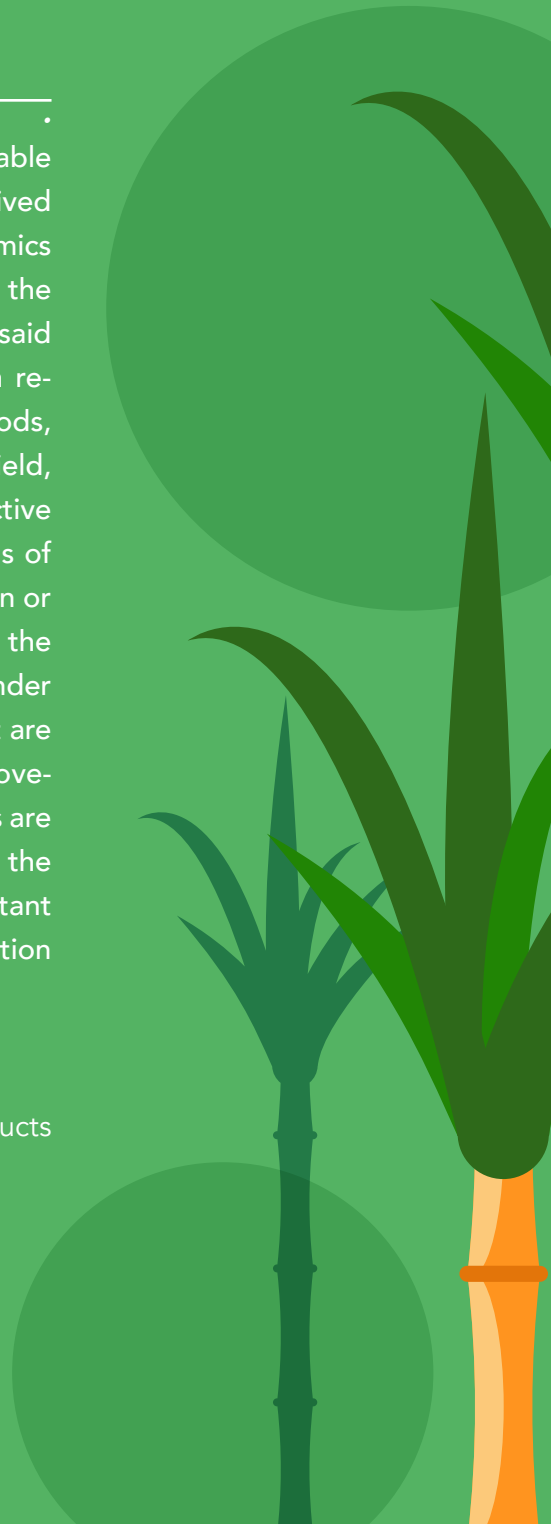 .
able
ived
mics
the
said
n re-
ods,
ield,
ctive
s of
n or
the
nder
t are
ove-
s are
the
tant
tion
ucts